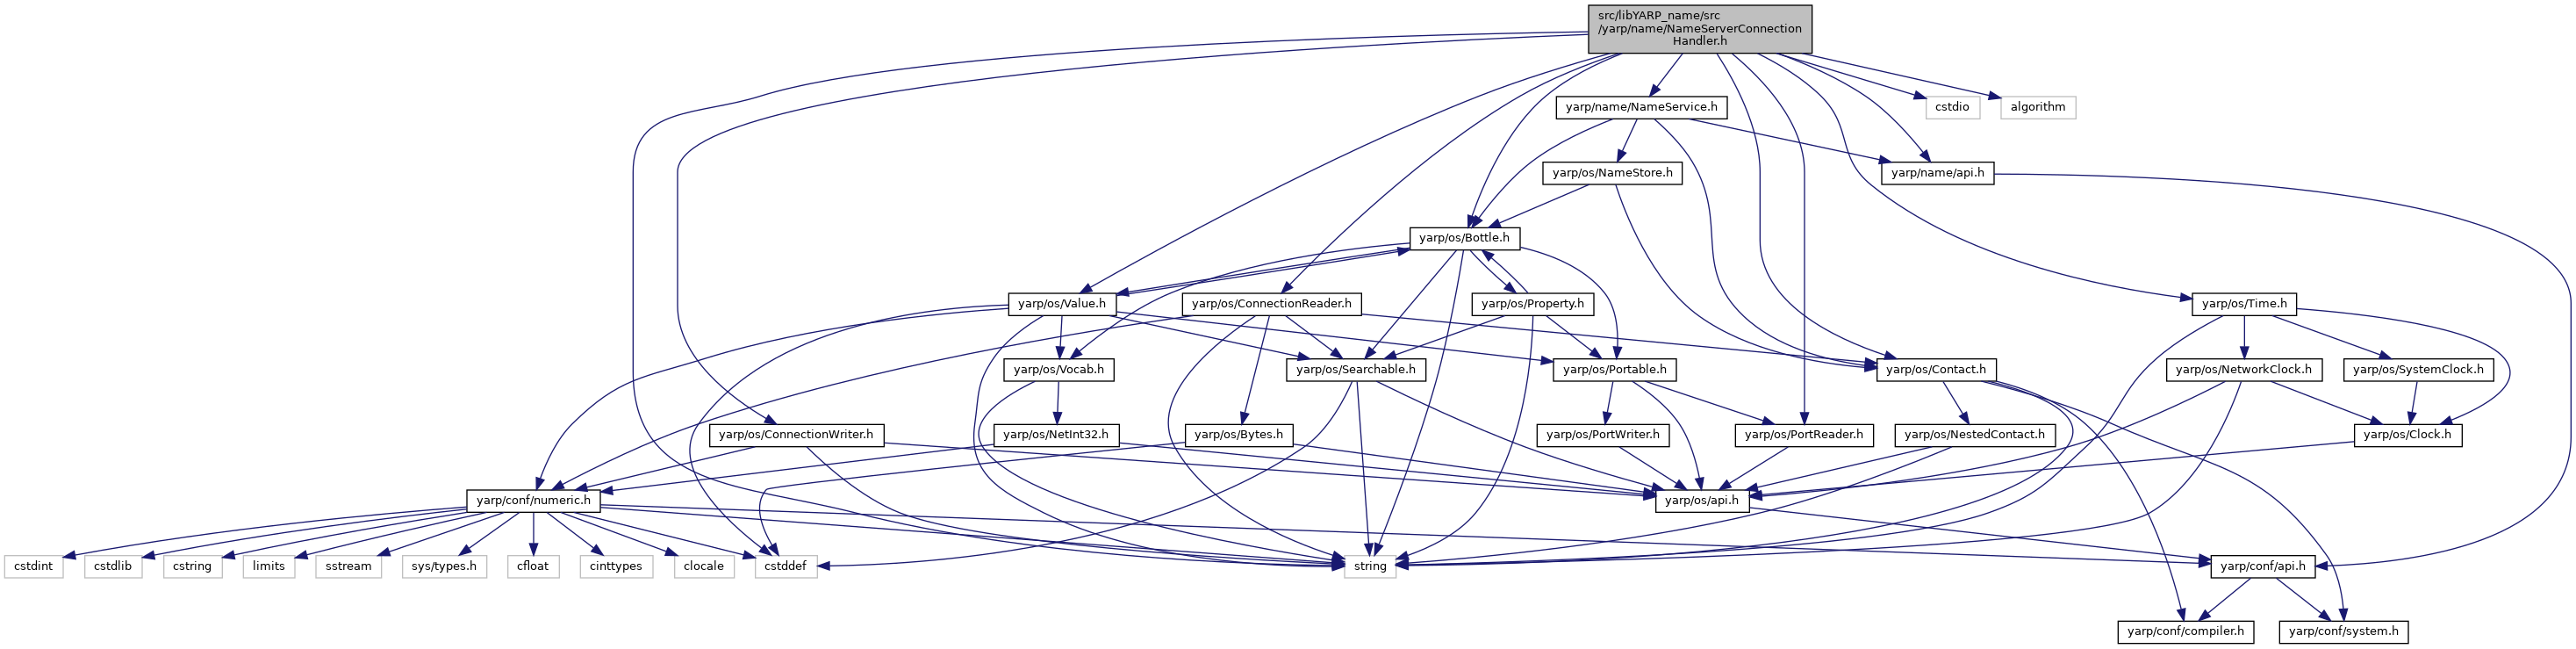 src/libYARP_name/src
/yarp/name/NameServerConnection
Handler.h
yarp/name/NameService.h
cstdio
algorithm
yarp/os/NameStore.h
yarp/name/api.h
yarp/os/Bottle.h
yarp/os/Value.h
yarp/os/ConnectionReader.h
yarp/os/Property.h
yarp/os/Time.h
yarp/os/Vocab.h
yarp/os/Searchable.h
yarp/os/Portable.h
yarp/os/Contact.h
yarp/os/NetworkClock.h
yarp/os/SystemClock.h
yarp/os/ConnectionWriter.h
yarp/os/NetInt32.h
yarp/os/Bytes.h
yarp/os/PortWriter.h
yarp/os/PortReader.h
yarp/os/NestedContact.h
yarp/os/Clock.h
yarp/conf/numeric.h
yarp/os/api.h
cstdint
cstdlib
cstring
limits
sstream
sys/types.h
cfloat
cinttypes
clocale
cstddef
string
yarp/conf/api.h
yarp/conf/compiler.h
yarp/conf/system.h